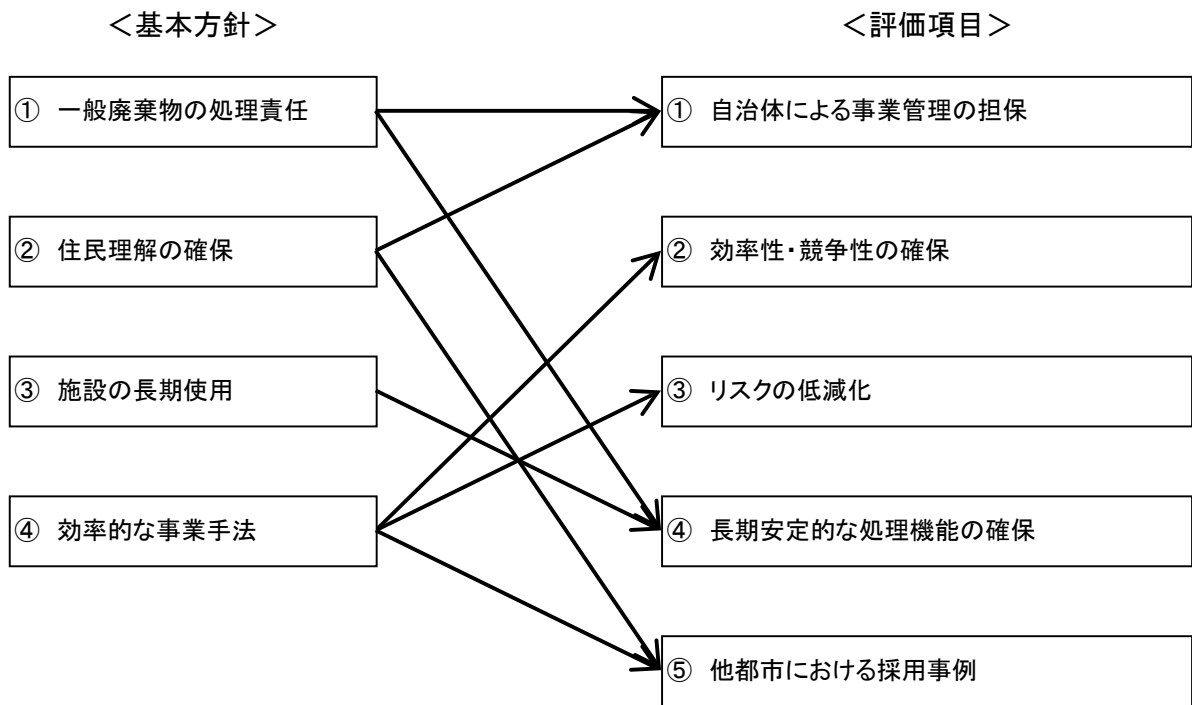 ＜基本方針＞
＜評価項目＞
① 一般廃棄物の処理責任
① 自治体による事業管理の担保
② 住民理解の確保
② 効率性・競争性の確保
③ 施設の長期使用
③ リスクの低減化
④ 効率的な事業手法
④ 長期安定的な処理機能の確保
⑤ 他都市における採用事例